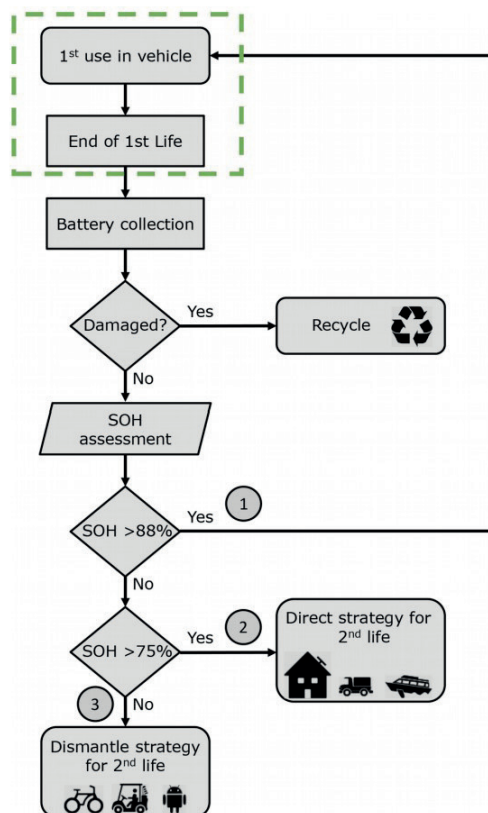 1st use in vehicle
End of 1st Life
Battery collection
Damaged?
Yes
Recycle
No
SOH
assessment
SOH >88%
Yes
1
No
SOH >75%
Yes
2
Direct strategy for
2nd life
3
No
Dismantle strategy
for 2nd life